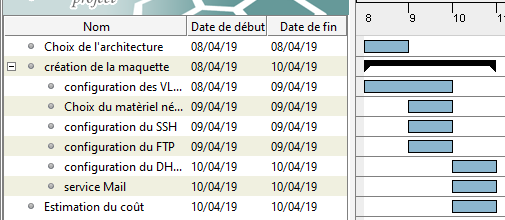 project
Nom Date de début Date de fin
8 9 10 11
Choix de l'architecture 08/04/19 08/04/19
création de la maquette 08/04/19 10/04/19
configuration des VL... 08/04/19 09/04/19
Choix du matèriel né... 09/04/19 09/04/19
configuration du SSH 09/04/19 09/04/19
configuration du FTP 09/04/19 09/04/19
configuration du DH... 10/04/19 10/04/19
service Mail 10/04/19 10/04/19
Estimation du coût 10/04/19 10/04/19